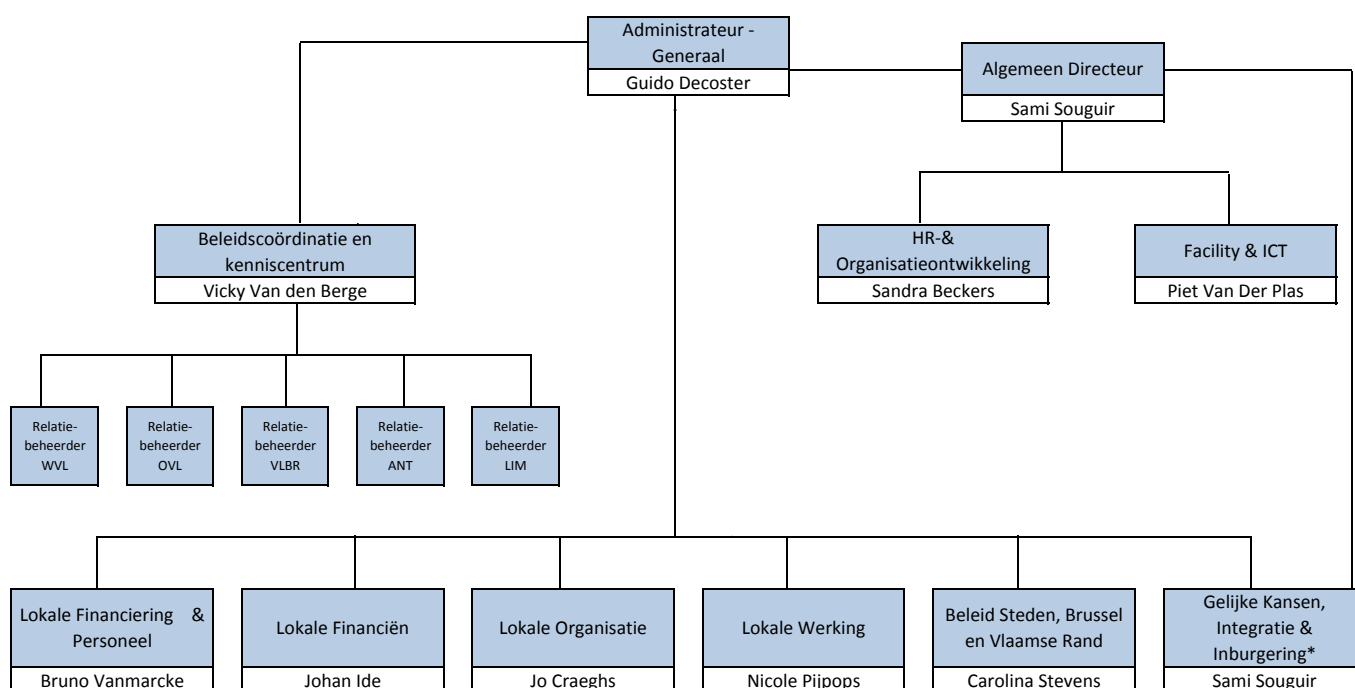 Administrateur -
Generaal
Guido Decoster
Algemeen Directeur
Sami Souguir
Beleidscoördinatie en
kenniscentrum
Vicky Van den Berge
HR-&
Organisatieontwikkeling
Sandra Beckers
Facility & ICT
Piet Van Der Plas
Relatie-
beheerder
WVL
Relatie-
beheerder
OVL
Relatie-
beheerder
VLBR
Relatie-
beheerder
ANT
Relatie-
beheerder
LIM
Lokale Financiering &
Personeel
Bruno Vanmarcke
Lokale Financiën
Johan Ide
Lokale Organisatie
Jo Craeghs
Lokale Werking
Nicole Pijpops
Beleid Steden, Brussel
en Vlaamse Rand
Carolina Stevens
Gelijke Kansen,
Integratie &
Inburgering*
Sami Souguir